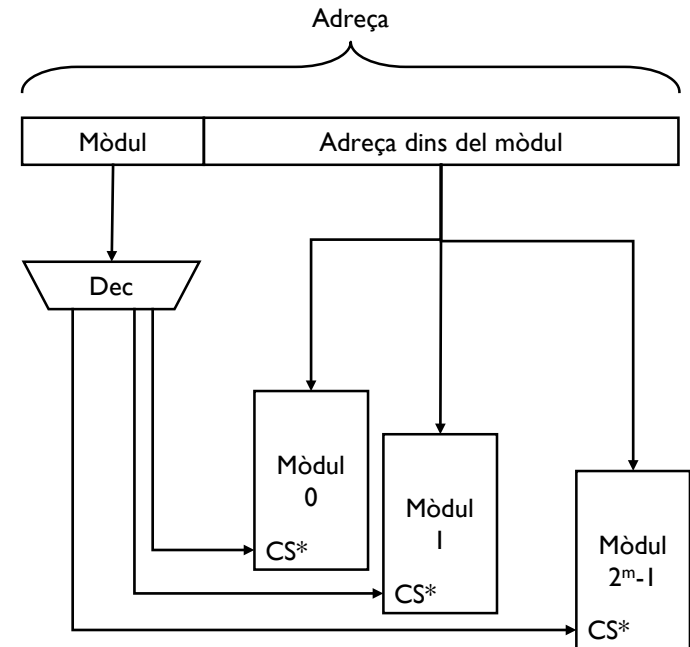 Adreça
Mòdul
Adreça dins del mòdul
Dec
Mòdul
0
CS*
Mòdul
1
CS*
Mòdul
2ᵐ-1
CS*